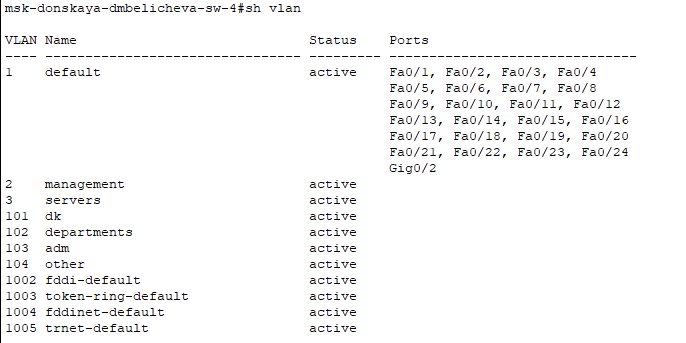 msk-donskaya-dmbelicheva-sw-4#sh vlan
VLAN Name                             Status    Ports
---- -------------------------------- --------- -------------------------------
1    default                          active    Fa0/1, Fa0/2, Fa0/3, Fa0/4
                                                Fa0/5, Fa0/6, Fa0/7, Fa0/8
                                                Fa0/9, Fa0/10, Fa0/11, Fa0/12
                                                Fa0/13, Fa0/14, Fa0/15, Fa0/16
                                                Fa0/17, Fa0/18, Fa0/19, Fa0/20
                                                Fa0/21, Fa0/22, Fa0/23, Fa0/24
                                                Gig0/2
2    management                       active
3    servers                          active
101  dk                               active
102  departments                      active
103  adm                              active
104  other                            active
1002 fddi-default                     active
1003 token-ring-default               active
1004 fddinet-default                  active
1005 trnet-default                    active